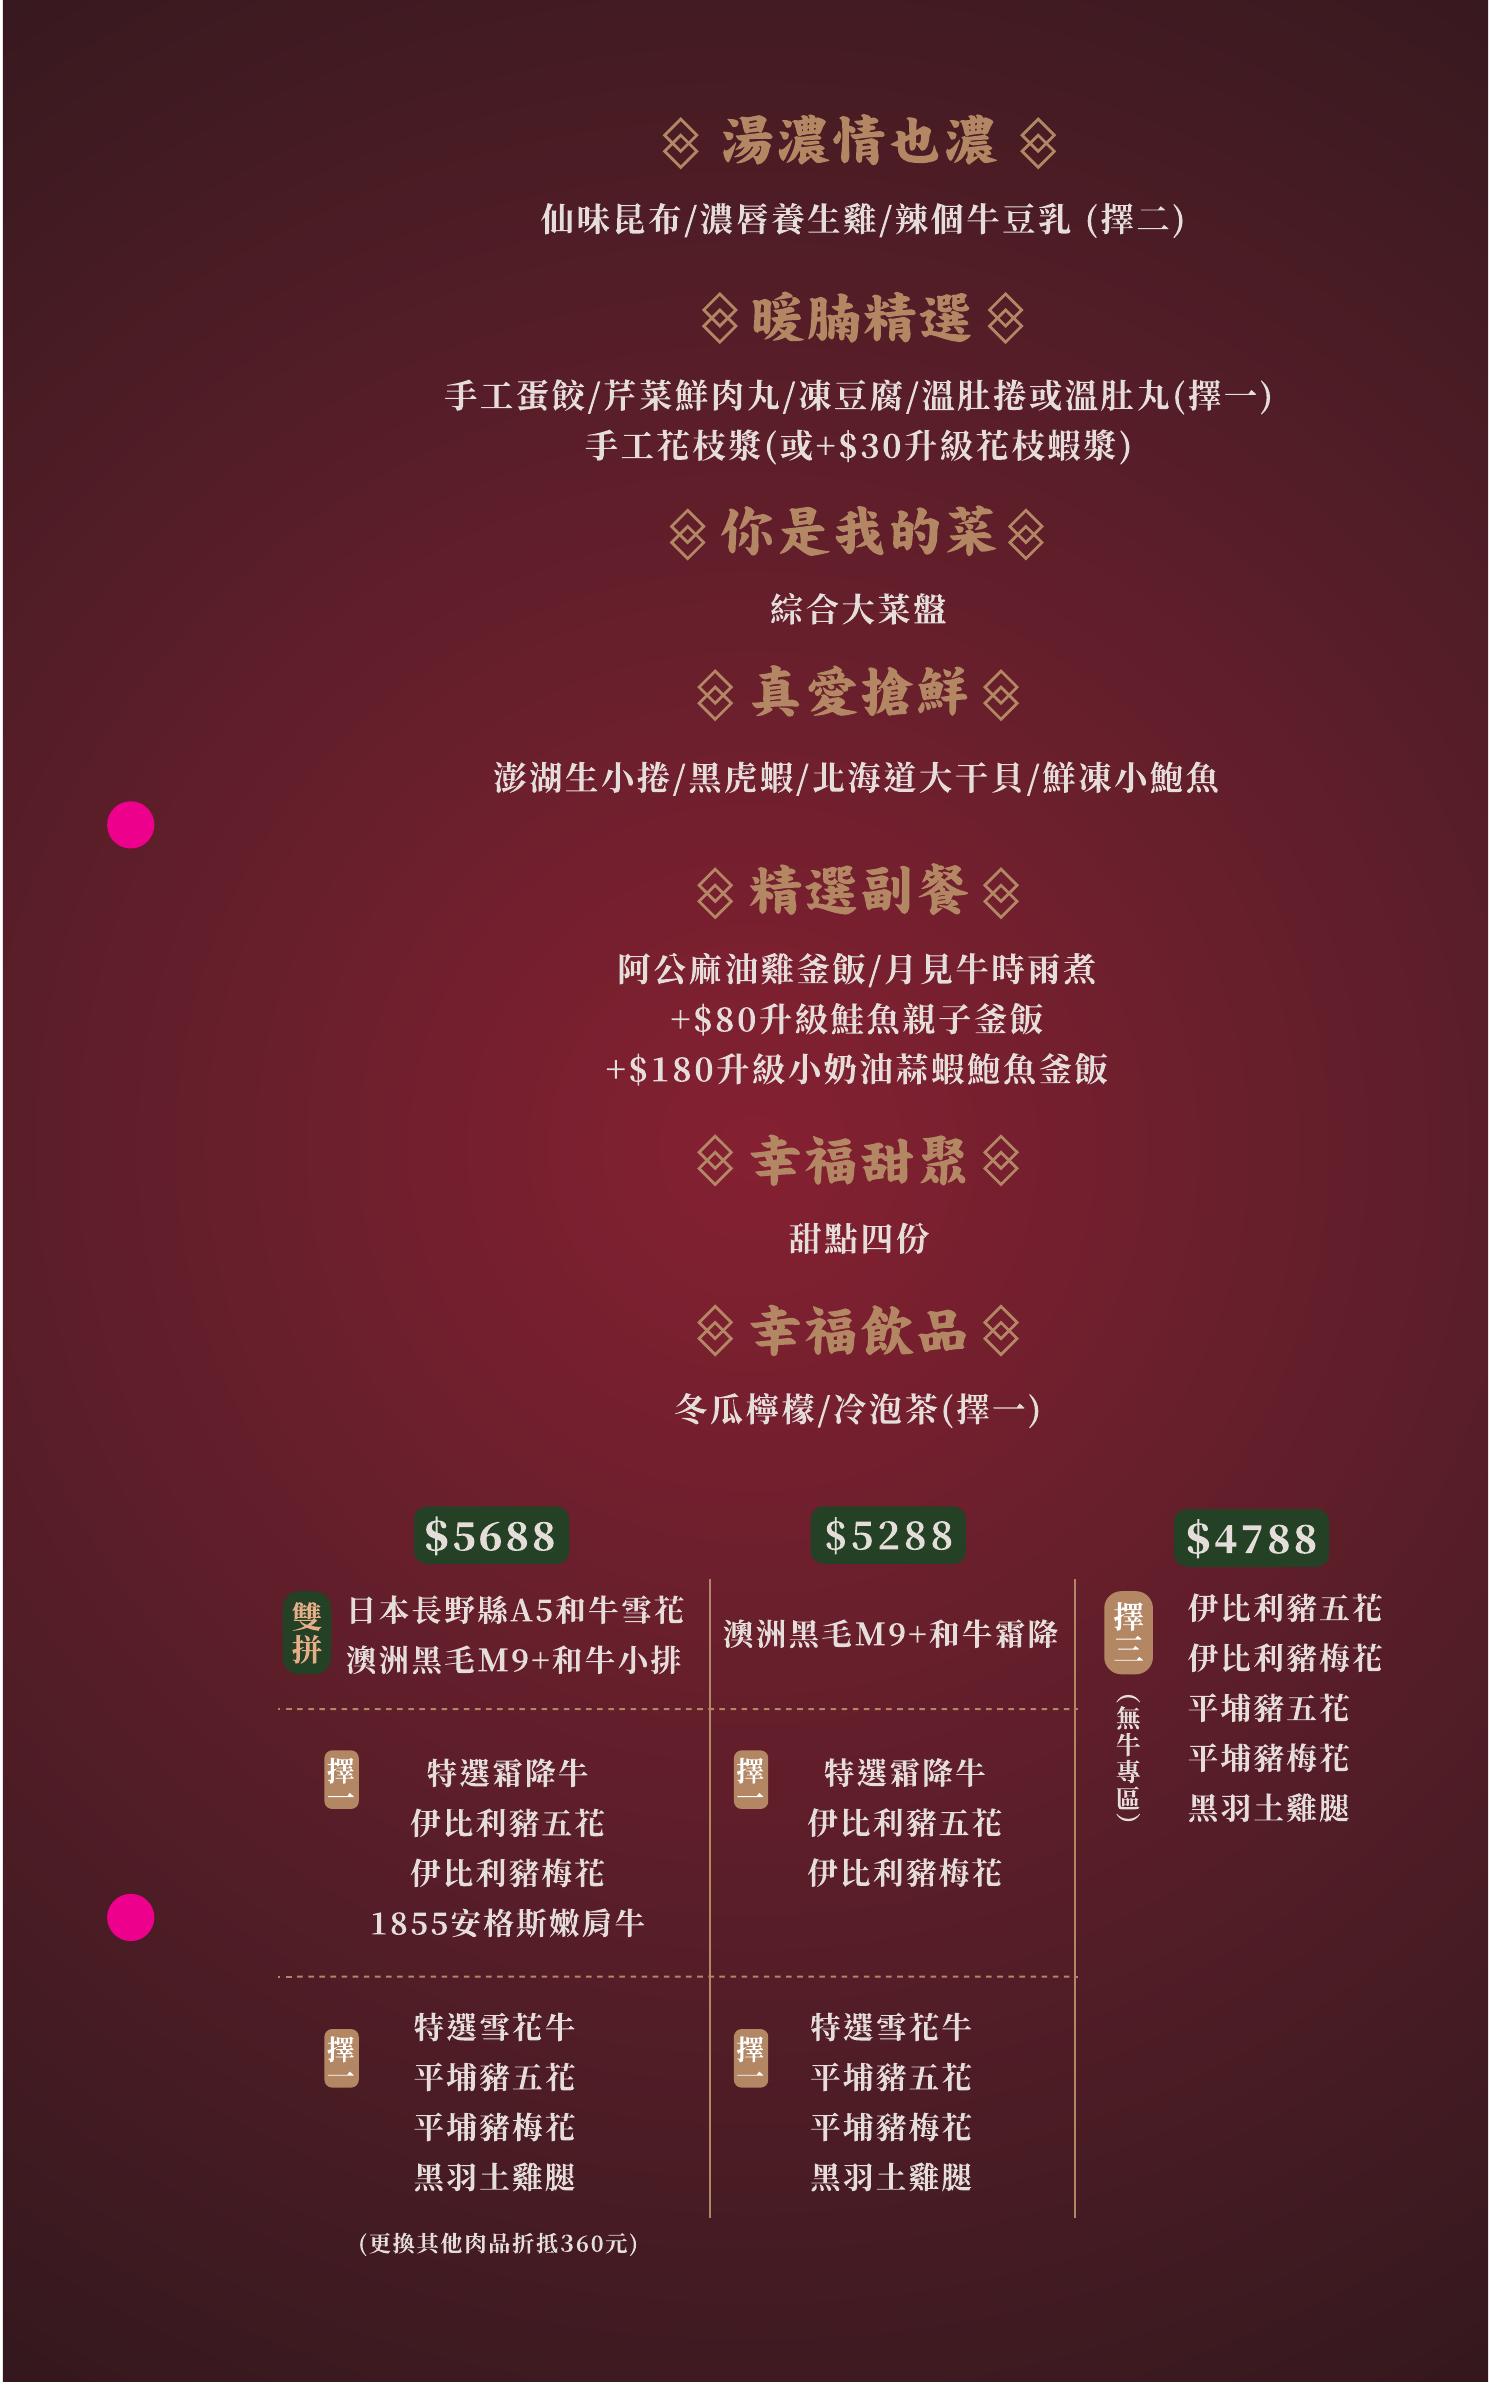 湯濃情也濃
仙味昆布/濃唇養生雞/辣個牛豆乳 (擇二)
暖腩精選
手工蛋餃/芹菜鮮肉丸/凍豆腐/溫肚捲或溫肚丸(擇一)
手工花枝漿(或+$30升級花枝蝦漿)
你是我的菜
綜合大菜盤
真愛搶鮮
澎湖生小捲/黑虎蝦/北海道大干貝/鮮凍小鮑魚
精選副餐
阿公麻油雞釜飯/月見牛時雨煮
+$80升級鮭魚親子釜飯
+$180升級小奶油蒜蝦鮑魚釜飯
幸福甜聚
甜點四份
幸福飲品
冬瓜檸檬/冷泡茶(擇一)
$5688
雙拼
日本長野縣A5和牛雪花
澳洲黑毛M9+和牛小排
擇一
特選霜降牛
伊比利豬五花
伊比利豬梅花
1855安格斯嫩肩牛
擇一
特選雪花牛
平埔豬五花
平埔豬梅花
黑羽土雞腿
(更換其他肉品折抵360元)
$5288
澳洲黑毛M9+和牛霜降
擇一
特選霜降牛
伊比利豬五花
伊比利豬梅花
擇一
特選雪花牛
平埔豬五花
平埔豬梅花
黑羽土雞腿
$4788
擇三
(無牛專區)
伊比利豬五花
伊比利豬梅花
平埔豬五花
平埔豬梅花
黑羽土雞腿